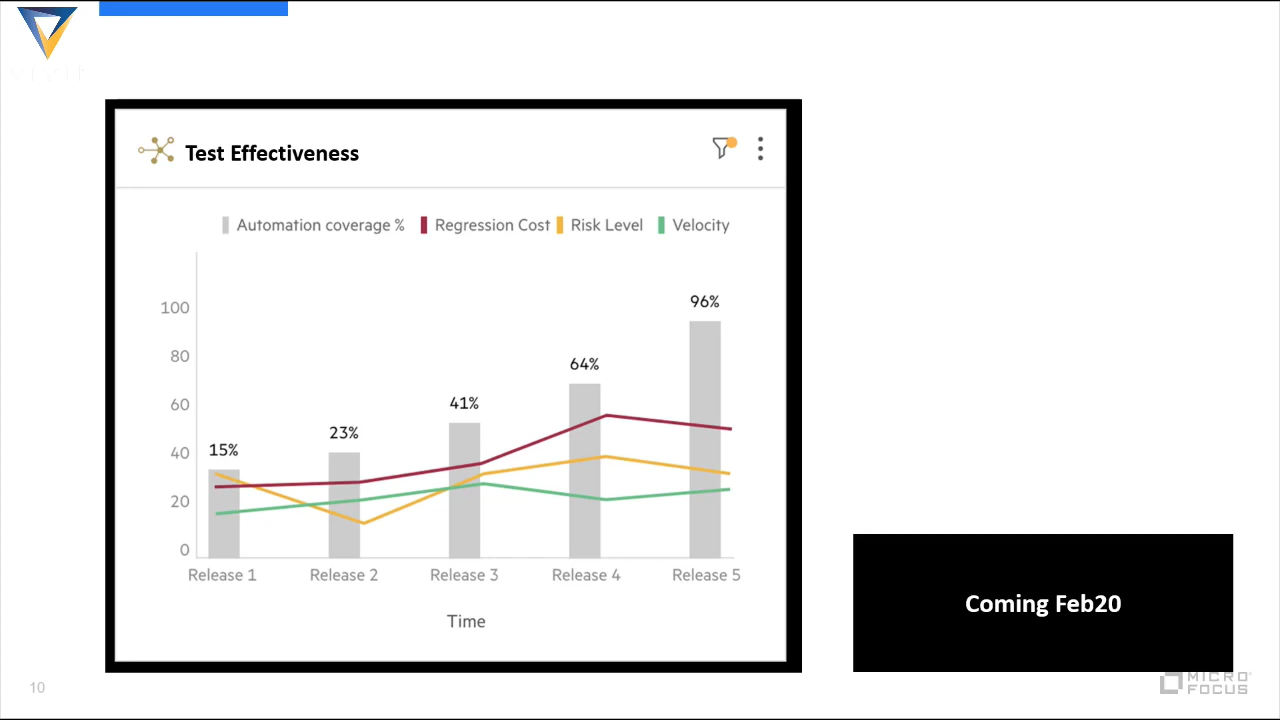 Test Effectiveness
Automation coverage % Regression Cost Risk Level Velocity
100
80
60
40
20
0
15%
23%
41%
64%
96%
Release 1 Release 2 Release 3 Release 4 Release 5
Time
Coming Feb20
10
MICRO
FOCUS